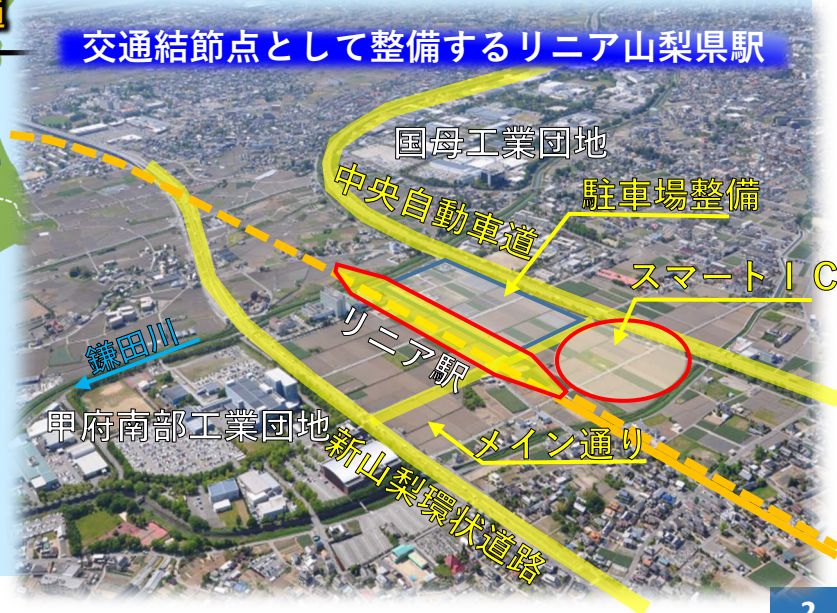 交通結節点として整備するリニア山梨県駅
国母工業団地
中央自動車道
駐車場整備
スマートIC
リニア駅
鎌田川
甲府南部工業団地
メイン通り
新山梨環状道路
2